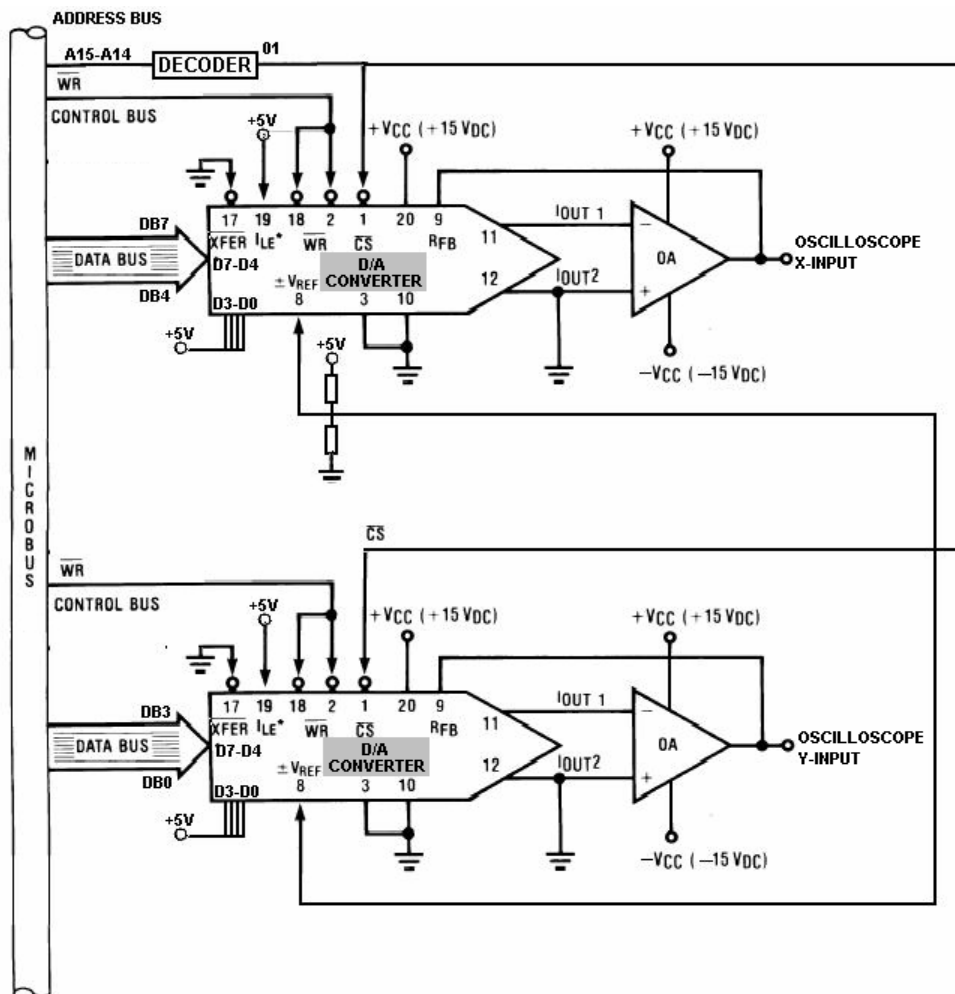 ADDRESS BUS
A15-A14
DECODER
01
WR
CONTROL BUS
+5V
+VCC (+15 VDC)
+VCC (+15 VDC)
17
19
18
2
1
20
9
XFER
ILE*
WR
CS
RFB
11
IOUT 1
DB7
DATA BUS
DB4
D7-D4
D/A
CONVERTER
± VREF
8
3
10
12
IOUT2
D3-D0
+5V
−
OA
+
OSCILLOSCOPE
X-INPUT
−VCC (−15 VDC)
+5V
MICROBUS
CS
WR
CONTROL BUS
+5V
+VCC (+15 VDC)
+VCC (+15 VDC)
17
19
18
2
1
20
9
XFER
ILE*
WR
CS
RFB
11
IOUT 1
DB3
DATA BUS
DB0
D7-D4
D/A
CONVERTER
± VREF
8
3
10
12
IOUT2
D3-D0
+5V
−
OA
+
OSCILLOSCOPE
Y-INPUT
−VCC (−15 VDC)